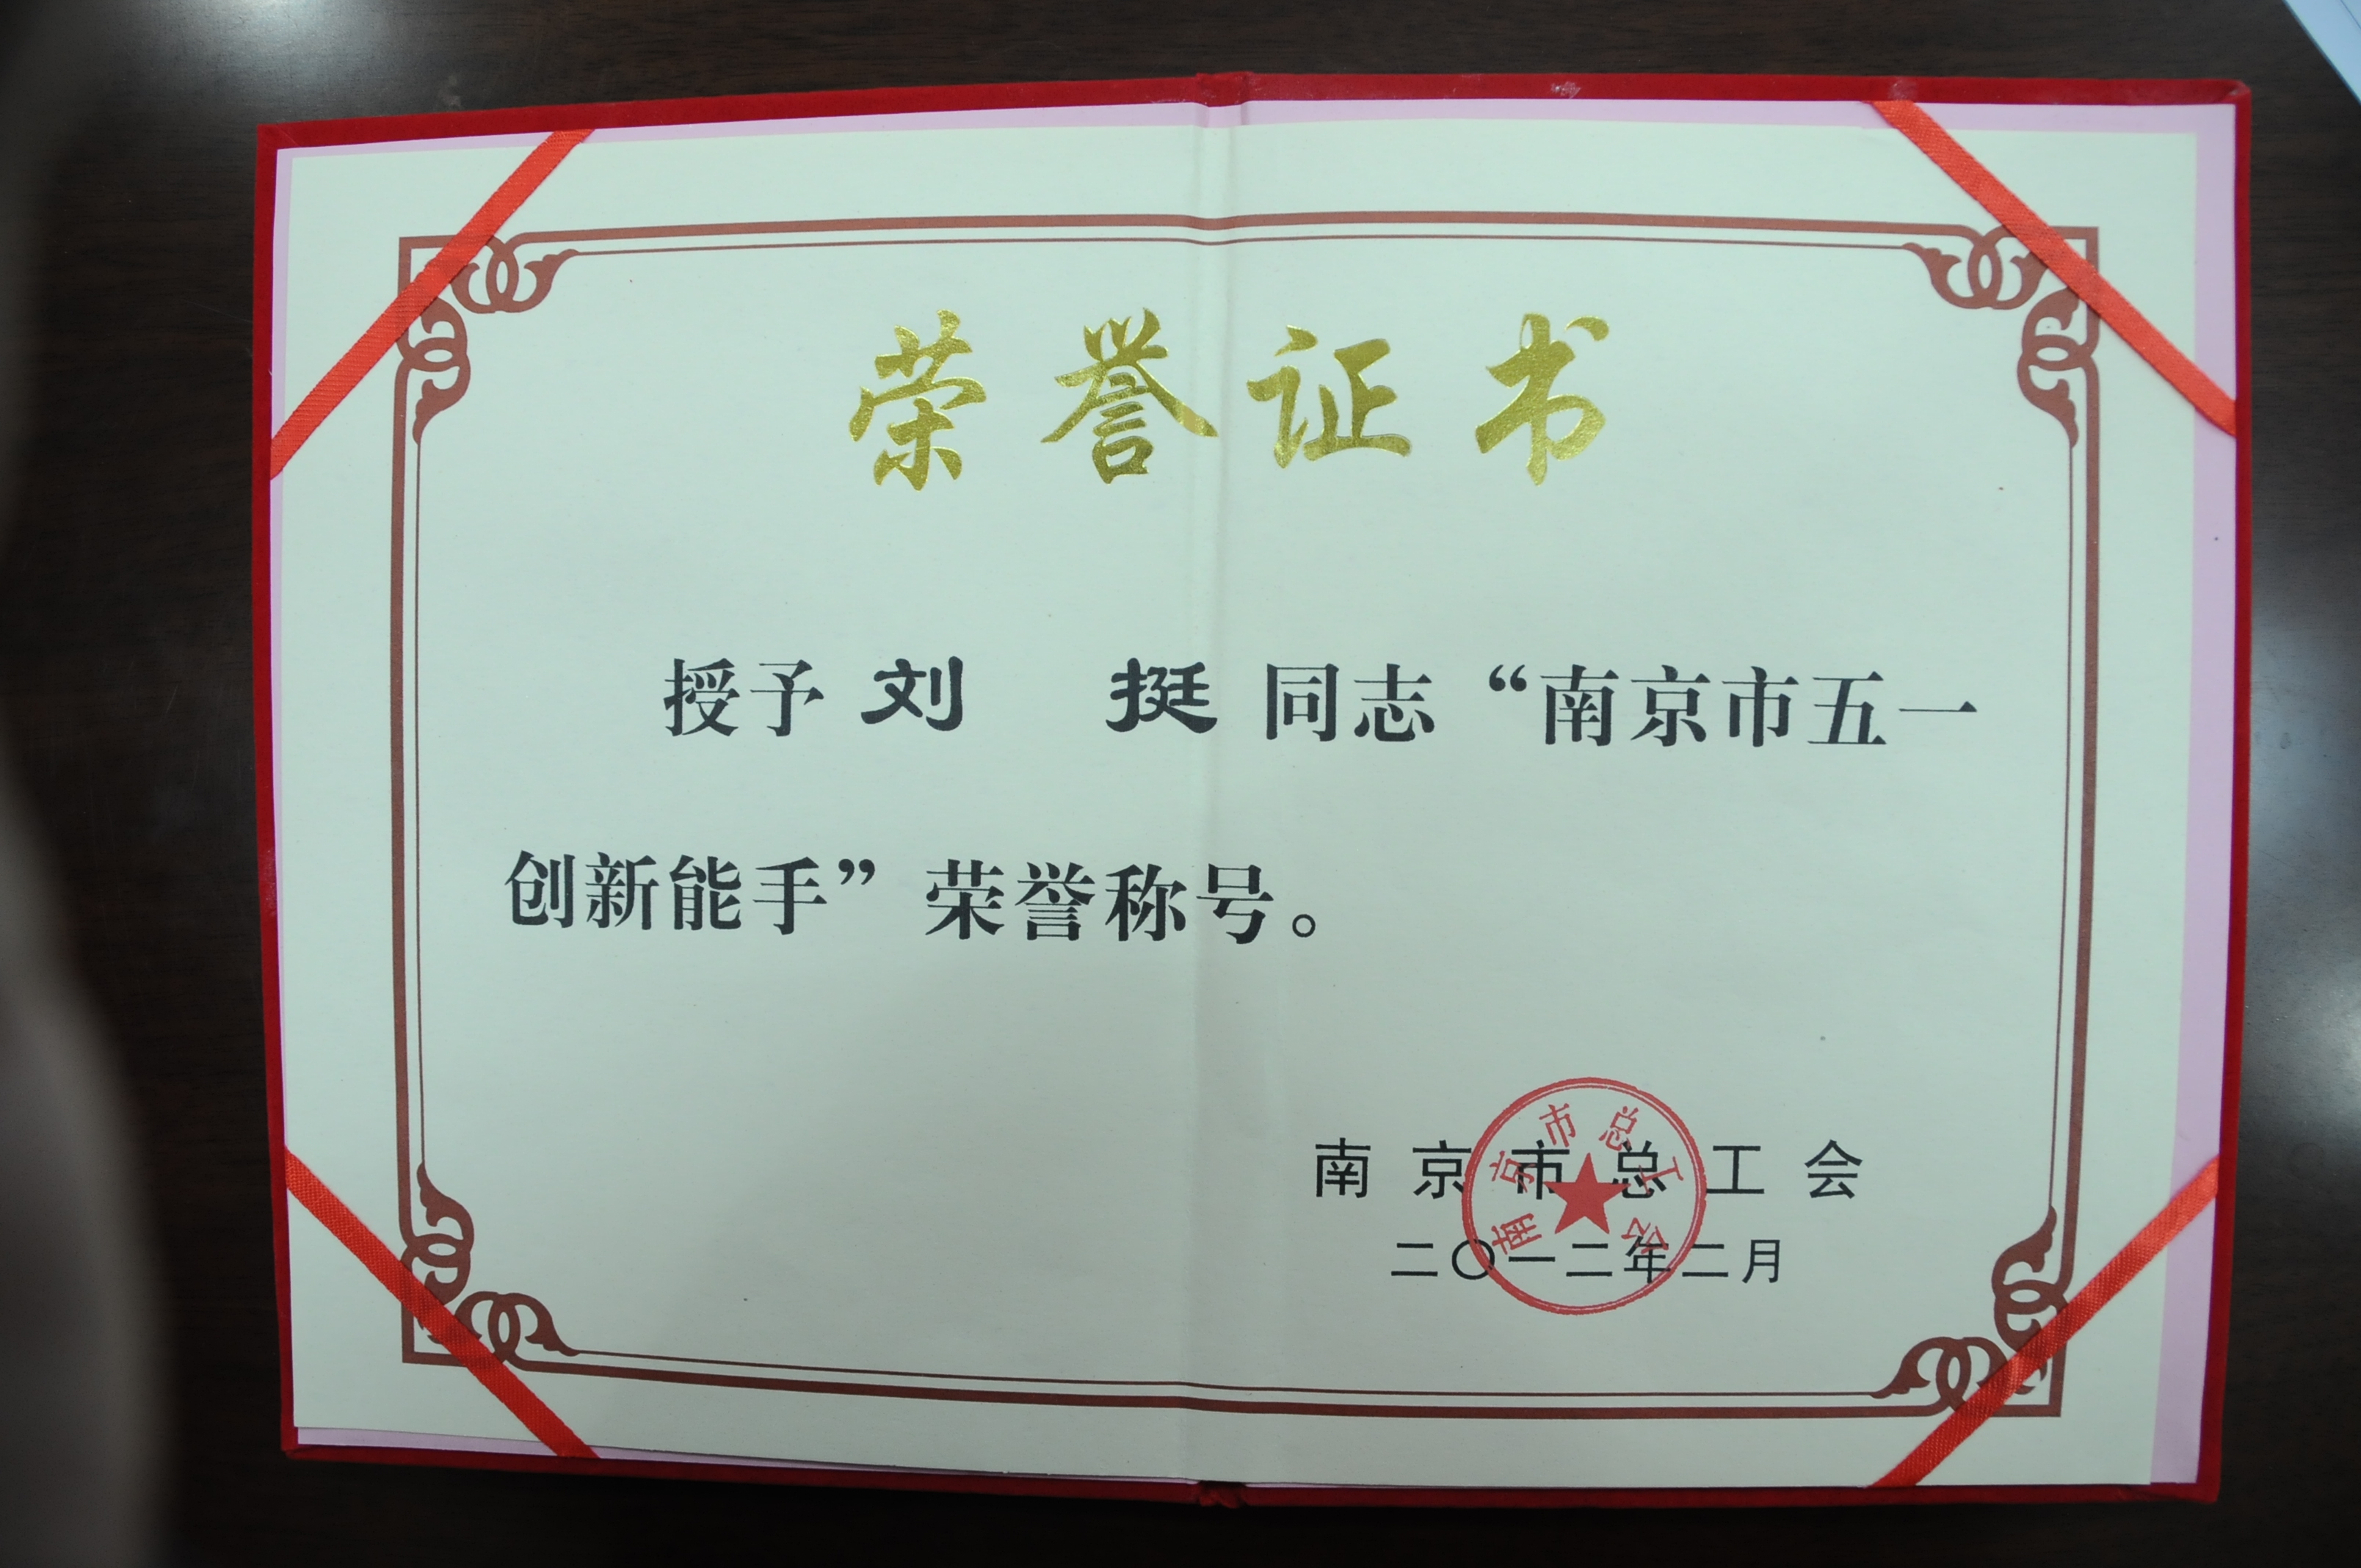 荣誉证书
授予 刘 挺 同志“南京市五一
创新能手”荣誉称号。
南京市总工会
南京市总工会
二〇一二年二月